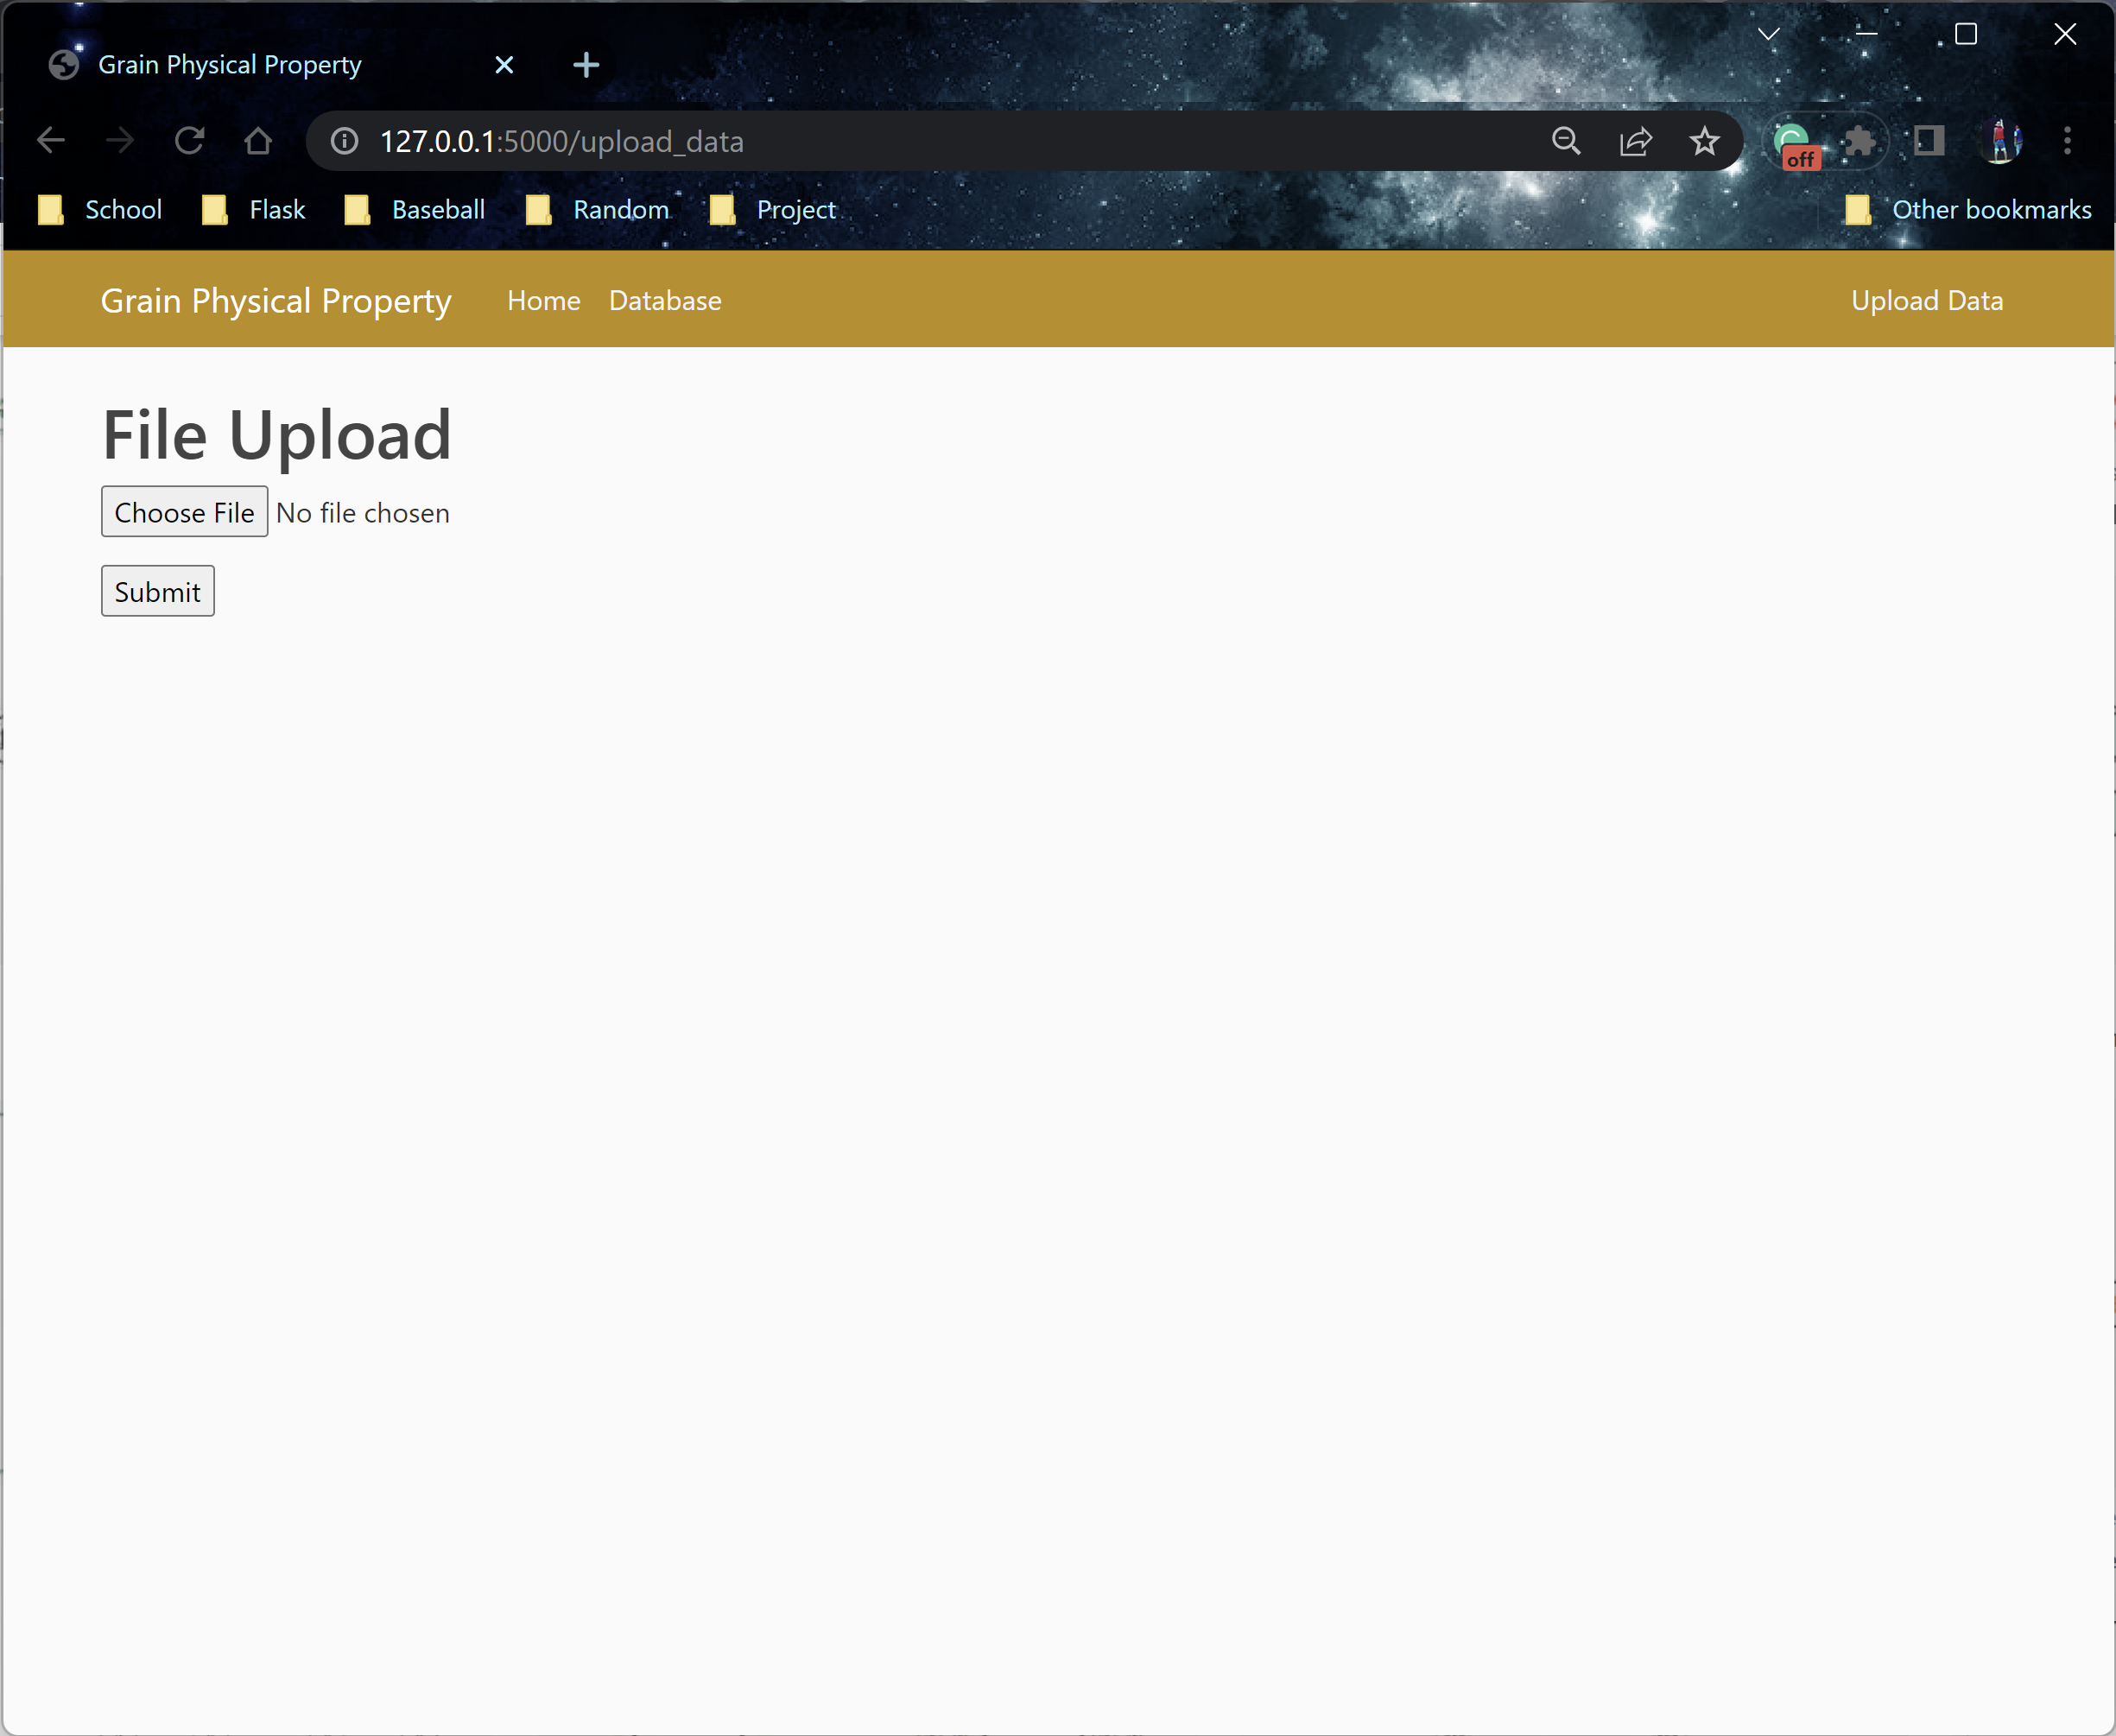 Grain Physical Property
127.0.0.1:5000/upload_data
off
School Flask Baseball Random Project Other bookmarks
Grain Physical Property Home Database Upload Data
File Upload
Choose File No file chosen
Submit